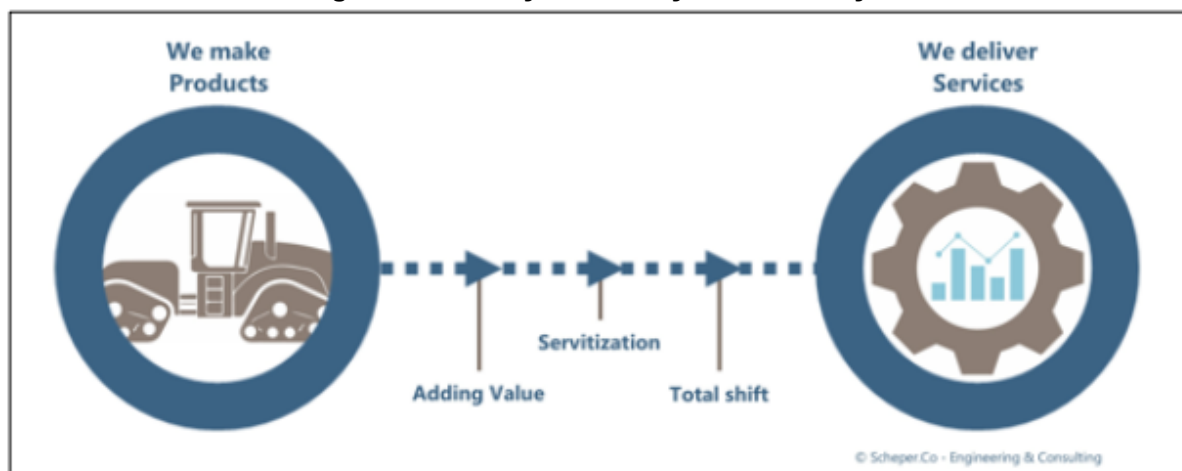 We make
Products
We deliver
Services
Servitization
Adding Value
Total shift
© Scheper.Co - Engineering & Consulting